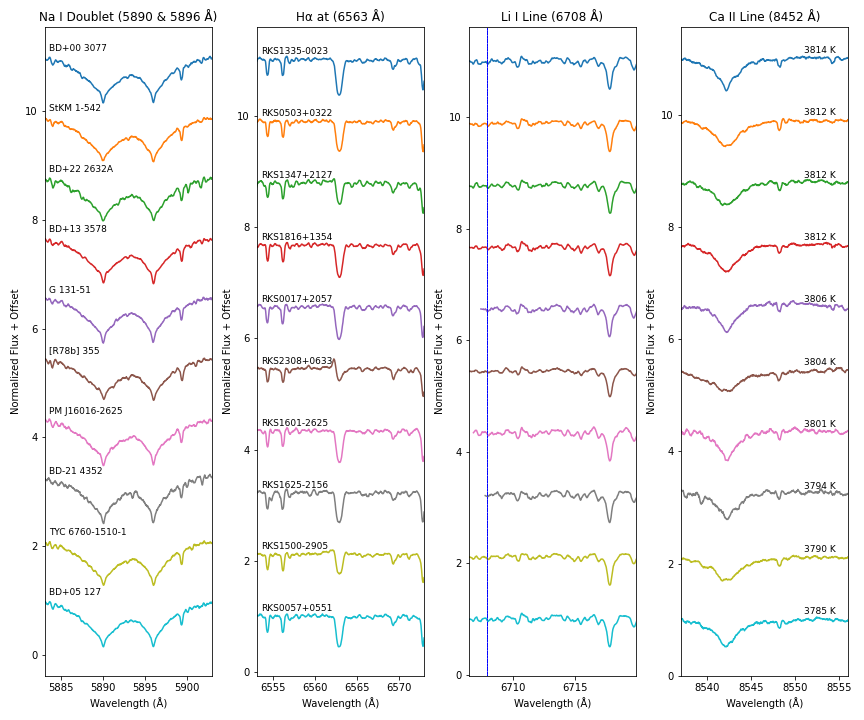 Na I Doublet (5890 & 5896 Å)
Hα at (6563 Å)
Li I Line (6708 Å)
Ca II Line (8452 Å)
BD+00 3077
StKM 1-542
BD+22 2632A
BD+13 3578
G 131-51
[R78b] 355
PM J16016-2625
BD-21 4352
TYC 6760-1510-1
BD+05 127
RKS1335-0023
RKS0503+0322
RKS1347+2127
RKS1816+1354
RKS0017+2057
RKS2308+0633
RKS1601-2625
RKS1625-2156
RKS1500-2905
RKS0057+0551
3814 K
3812 K
3812 K
3812 K
3806 K
3804 K
3801 K
3794 K
3790 K
3785 K
Normalized Flux + Offset
10
8
6
4
2
0
5885 5890 5895 5900
Wavelength (Å)
Normalized Flux + Offset
10
8
6
4
2
0
6555 6560 6565 6570
Wavelength (Å)
Normalized Flux + Offset
10
8
6
4
2
0
6710 6715
Wavelength (Å)
Normalized Flux + Offset
10
8
6
4
2
0
8540 8545 8550 8555
Wavelength (Å)